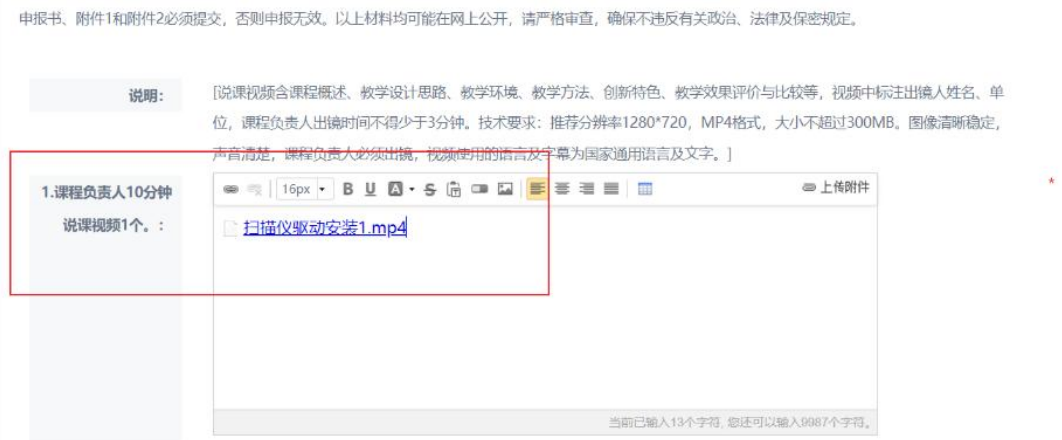 申报书、附件1和附件2必须提交，否则申报无效。以上材料均可能在网上公开，请严格审查，确保不违反有关政治、法律及保密规定。
说明：
[说课视频含课程概述、教学设计思路、教学环境、教学方法、创新特色、教学效果评价与比较等，视频中标注出镜人姓名、单
位，课程负责人出镜时间不得少于3分钟。技术要求：推荐分辨率1280*720，MP4格式，大小不超过300MB。图像清晰稳定，
声音清楚，课程负责人必须出镜，视频使用的语言及字幕为国家通用语言及文字。]
1.课程负责人10分钟
说课视频1个。：
16px B U A S 上传附件
*
扫描仪驱动安装1.mp4
当前已输入13个字符, 您还可以输入9987个字符。